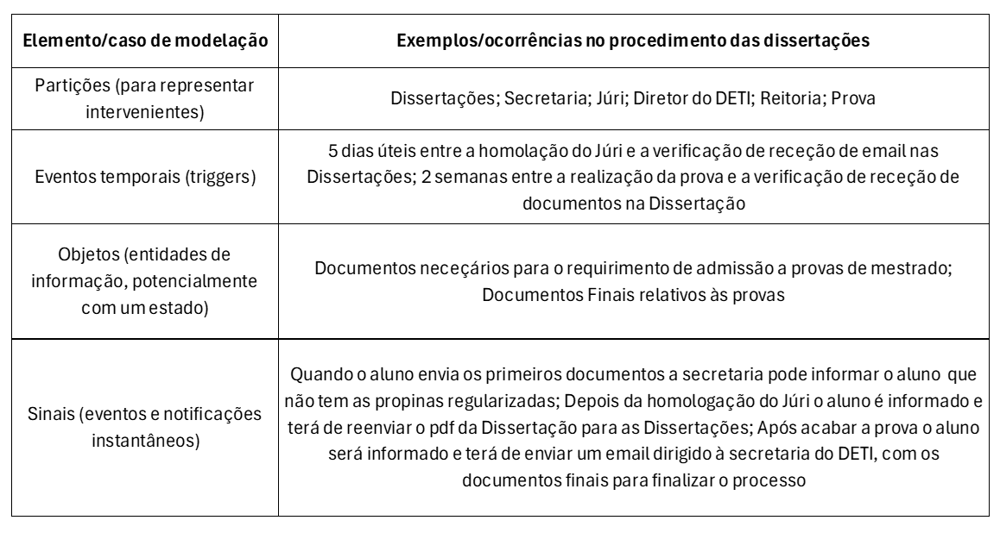 Elemento/caso de modelação
Exemplos/ocorrências no procedimento das dissertações
Partições (para representar
intervenientes)
Dissertações; Secretaria; Júri; Diretor do DETI; Reitoria; Prova
Eventos temporais (triggers)
5 dias úteis entre a homolação do Júri e a verificação de receção de email nas
Dissertações; 2 semanas entre a realização da prova e a verificação de receção de
documentos na Dissertação
Objetos (entidades de
informação, potencialmente
com um estado)
Documentos neceçários para o requirimento de admissão a provas de mestrado;
Documentos Finais relativos às provas
Sinais (eventos e notificações
instantâneos)
Quando o aluno envia os primeiros documentos a secretaria pode informar o aluno que
não tem as propinas regularizadas; Depois da homologação do Júri o aluno é informado e
terá de reenviar o pdf da Dissertação para as Dissertações; Após acabar a prova o aluno
será informado e terá de enviar um email dirigido à secretaria do DETI, com os
documentos finais para finalizar o processo